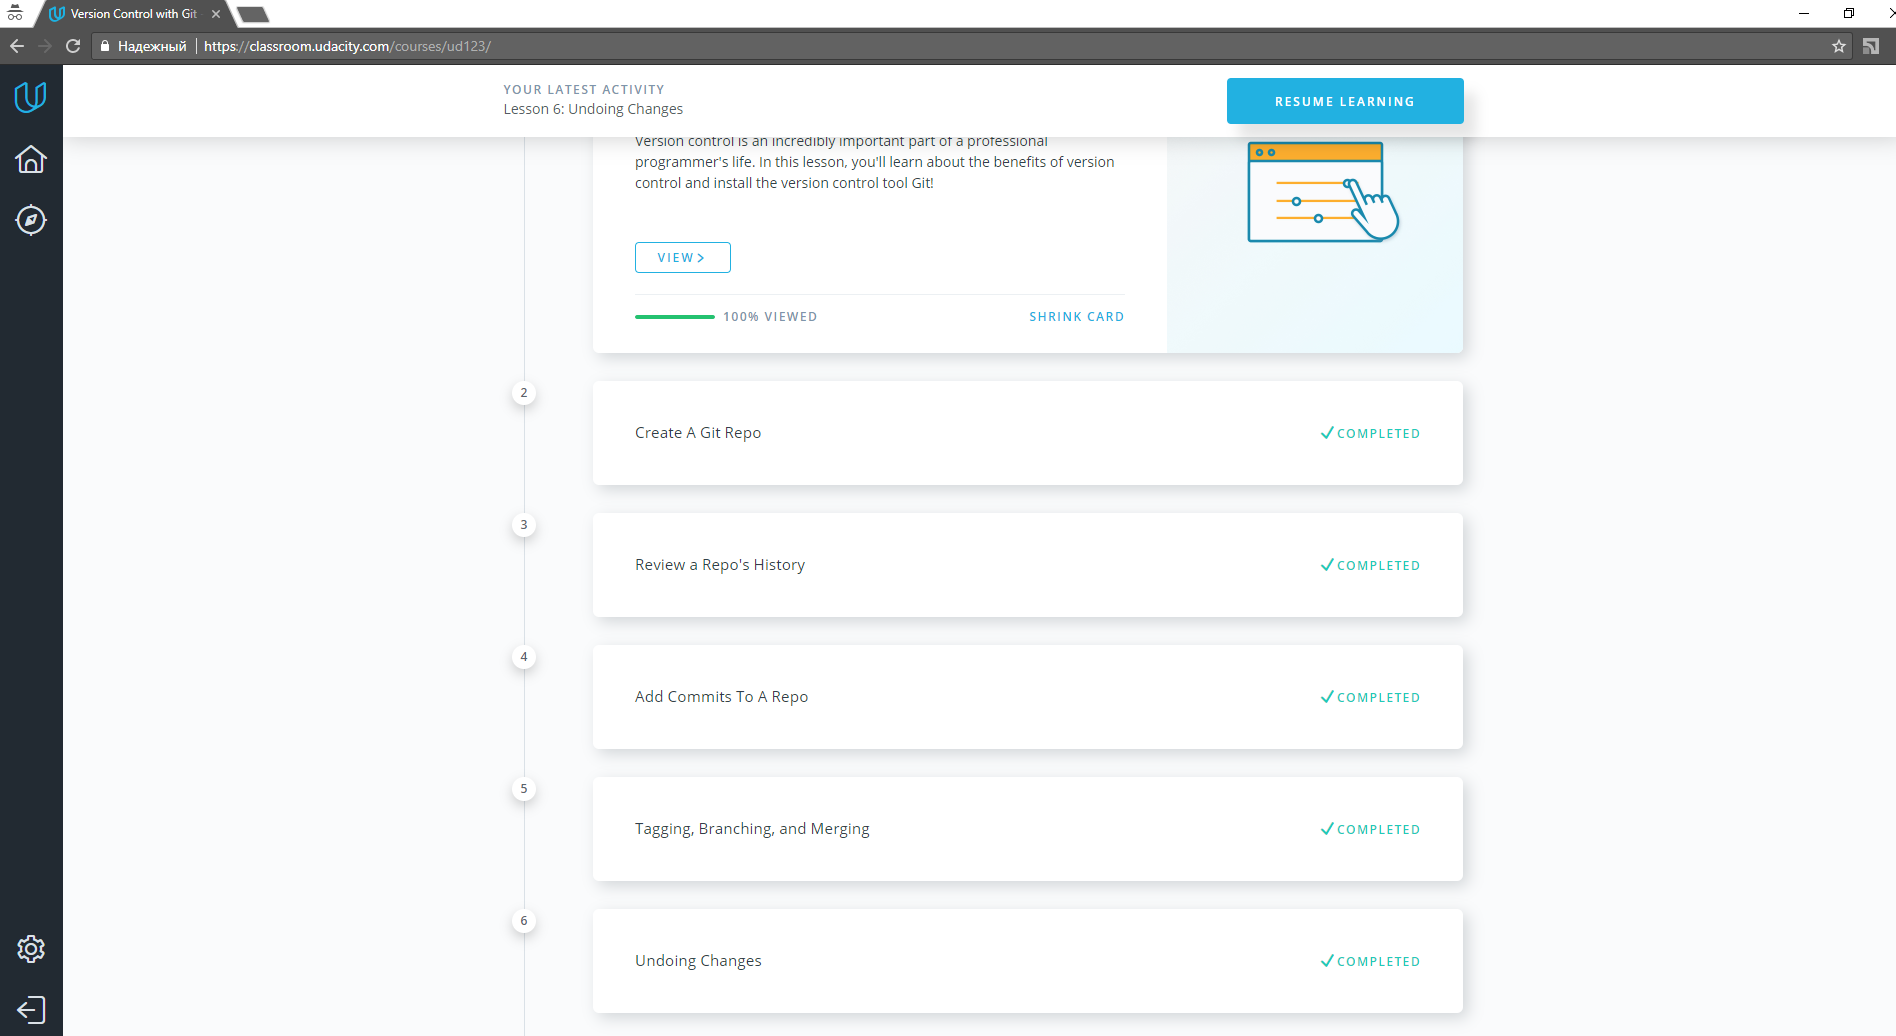 Version Control with Git
Надежный
https://classroom.udacity.com/courses/ud123/
YOUR LATEST ACTIVITY
Lesson 6: Undoing Changes
RESUME LEARNING
Version control is an incredibly important part of a professional
programmer's life. In this lesson, you'll learn about the benefits of version
control and install the version control tool Git!
VIEW
100% VIEWED
SHRINK CARD
2
Create A Git Repo
COMPLETED
3
Review a Repo's History
COMPLETED
4
Add Commits To A Repo
COMPLETED
5
Tagging, Branching, and Merging
COMPLETED
6
Undoing Changes
COMPLETED